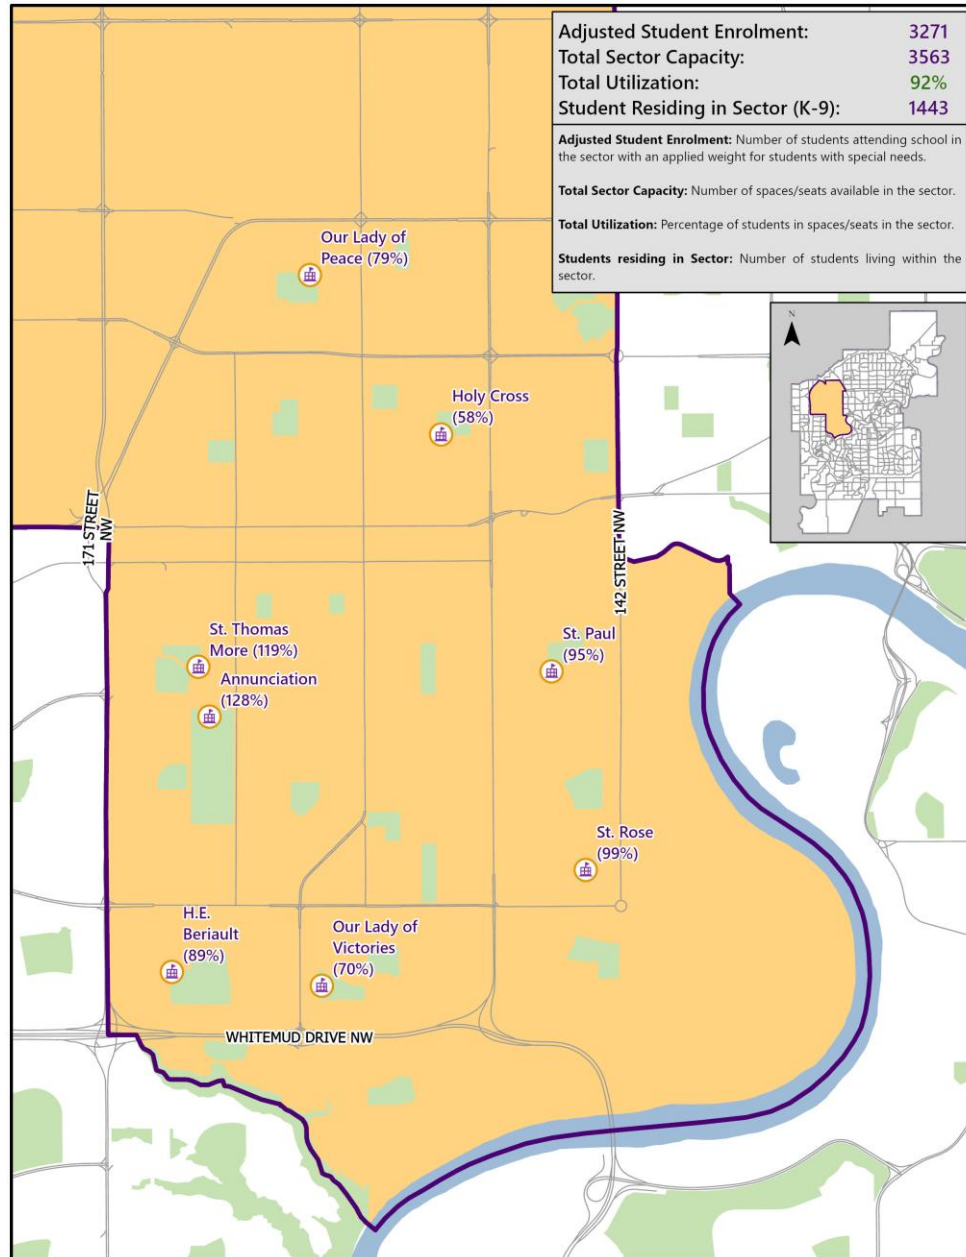 Adjusted Student Enrolment: 3271
Total Sector Capacity: 3563
Total Utilization: 92%
Student Residing in Sector (K-9): 1443
Adjusted Student Enrolment: Number of students attending school in
the sector with an applied weight for students with special needs.
Total Sector Capacity: Number of spaces/seats available in the sector.
Total Utilization: Percentage of students in spaces/seats in the sector.
Students residing in Sector: Number of students living within the
sector.
N
Our Lady of
Peace (79%)
Holy Cross
(58%)
171 STREET
NW
142 STREET NW
St. Thomas
More (119%)
Annunciation
(128%)
St. Paul
(95%)
St. Rose
(99%)
H.E.
Beriault
(89%)
Our Lady of
Victories
(70%)
WHITEMUD DRIVE NW